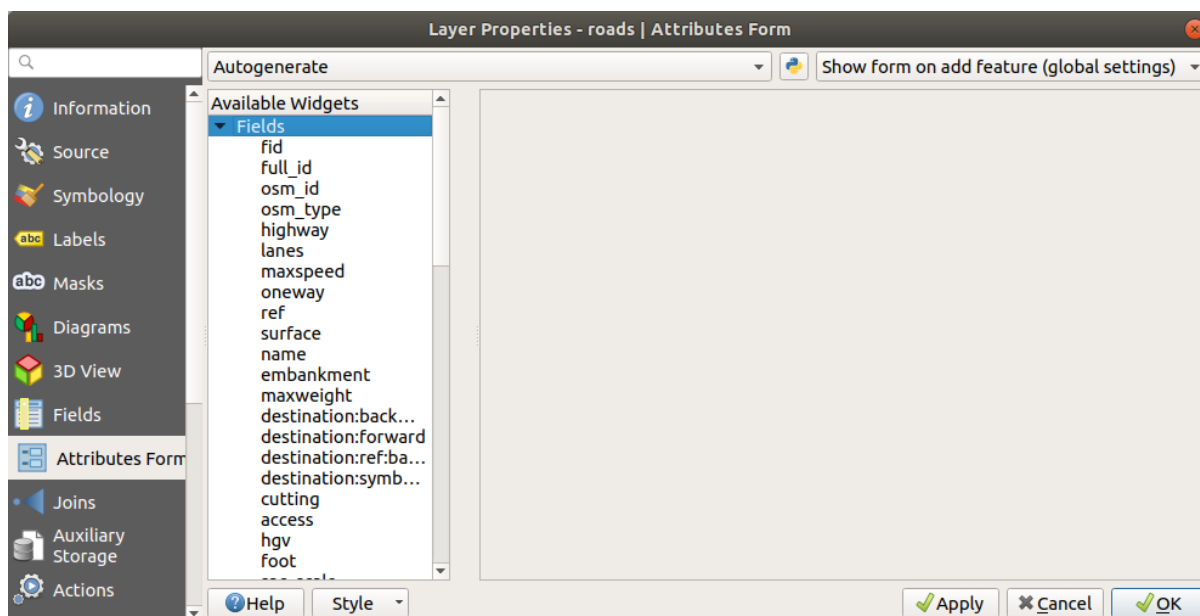 Layer Properties - roads | Attributes Form
Autogenerate
Show form on add feature (global settings)
Information
Source
Symbology
abc Labels
abc Masks
Diagrams
3D View
Fields
Attributes Form
Joins
Auxiliary
Storage
Actions
Available Widgets
Fields
fid
full_id
osm_id
osm_type
highway
lanes
maxspeed
oneway
ref
surface
name
embankment
maxweight
destination:back...
destination:forward
destination:ref:ba...
destination:symb...
cutting
access
hgv
foot
Help
Style
Apply
Cancel
OK